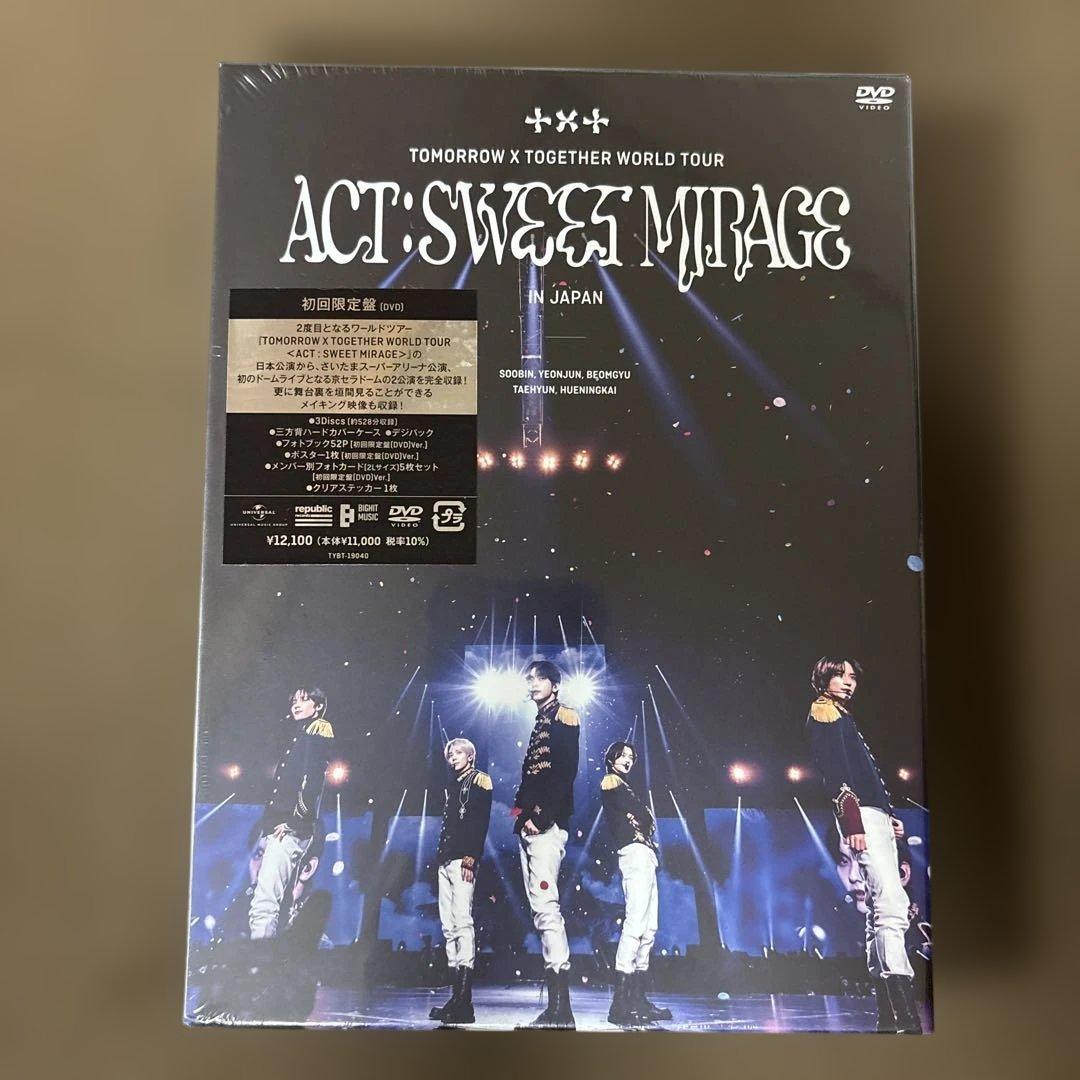 DVD
VIDEO
TOMORROW X TOGETHER WORLD TOUR
ACT : SWEET MIRAGE
IN JAPAN
SOOBIN, YEONJUN, BEOMGYU
TAEHYUN, HUENINGKAI
初回限定盤 [DVD]
2度目となるワールドツアー
『TOMORROW X TOGETHER WORLD TOUR
<ACT : SWEET MIRAGE>』の
日本公演から、さいたまスーパーアリーナ公演、
初のドームライブとなる京セラドームの2公演を完全収録!
更に舞台裏を垣間見ることができる
メイキング映像も収録!
●3Discs [約528分収録]
●三方背ハードカバーケース ●デジパック
●フォトブック52P [初回限定盤(DVD)Ver.]
●ポスター1枚 [初回限定盤(DVD)Ver.]
●メンバー別フォトカード(2Lサイズ)5枚セット
[初回限定盤(DVD)Ver.]
●クリアステッカー1枚
UNIVERSAL
UNIVERSAL MUSIC GROUP
republic
records
BIGHIT
MUSIC
DVD
VIDEO
プラ
¥12,100 (本体¥11,000 税率10%)
TYBT-19040